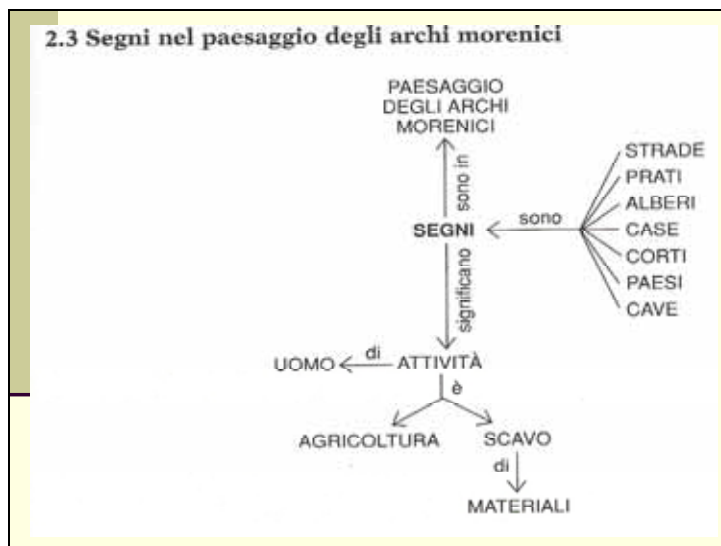 2.3 Segni nel paesaggio degli archi morenici
PAESAGGIO
DEGLI ARCHI
MORENICI
sono in
STRADE
PRATI
ALBERI
CASE
CORTI
PAESI
CAVE
sono
SEGNI
significano
UOMO
di
ATTIVITÀ
è
AGRICOLTURA
SCAVO
di
MATERIALI